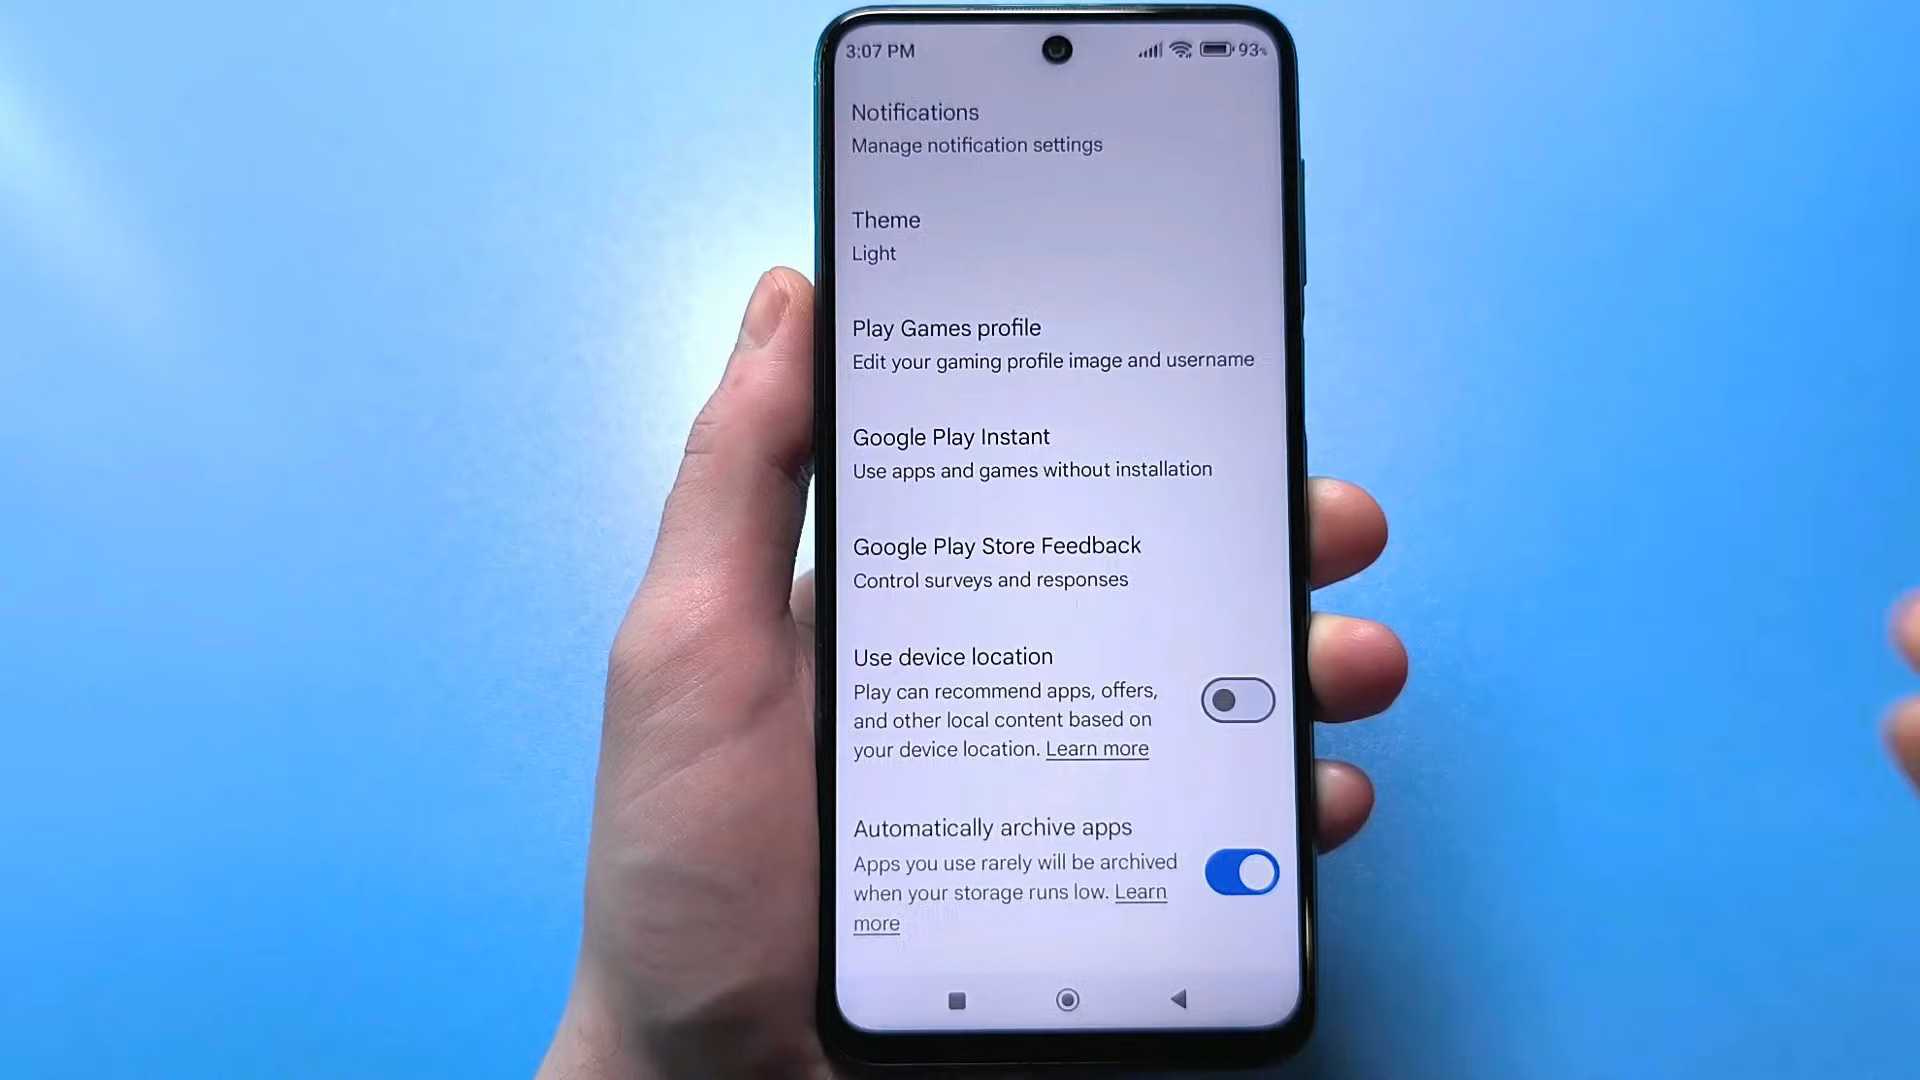 3:07 PM 93%
Notifications
Manage notification settings
Theme
Light
Play Games profile
Edit your gaming profile image and username
Google Play Instant
Use apps and games without installation
Google Play Store Feedback
Control surveys and responses
Use device location
Play can recommend apps, offers,
and other local content based on
your device location. Learn more
Automatically archive apps
Apps you use rarely will be archived
when your storage runs low. Learn
more